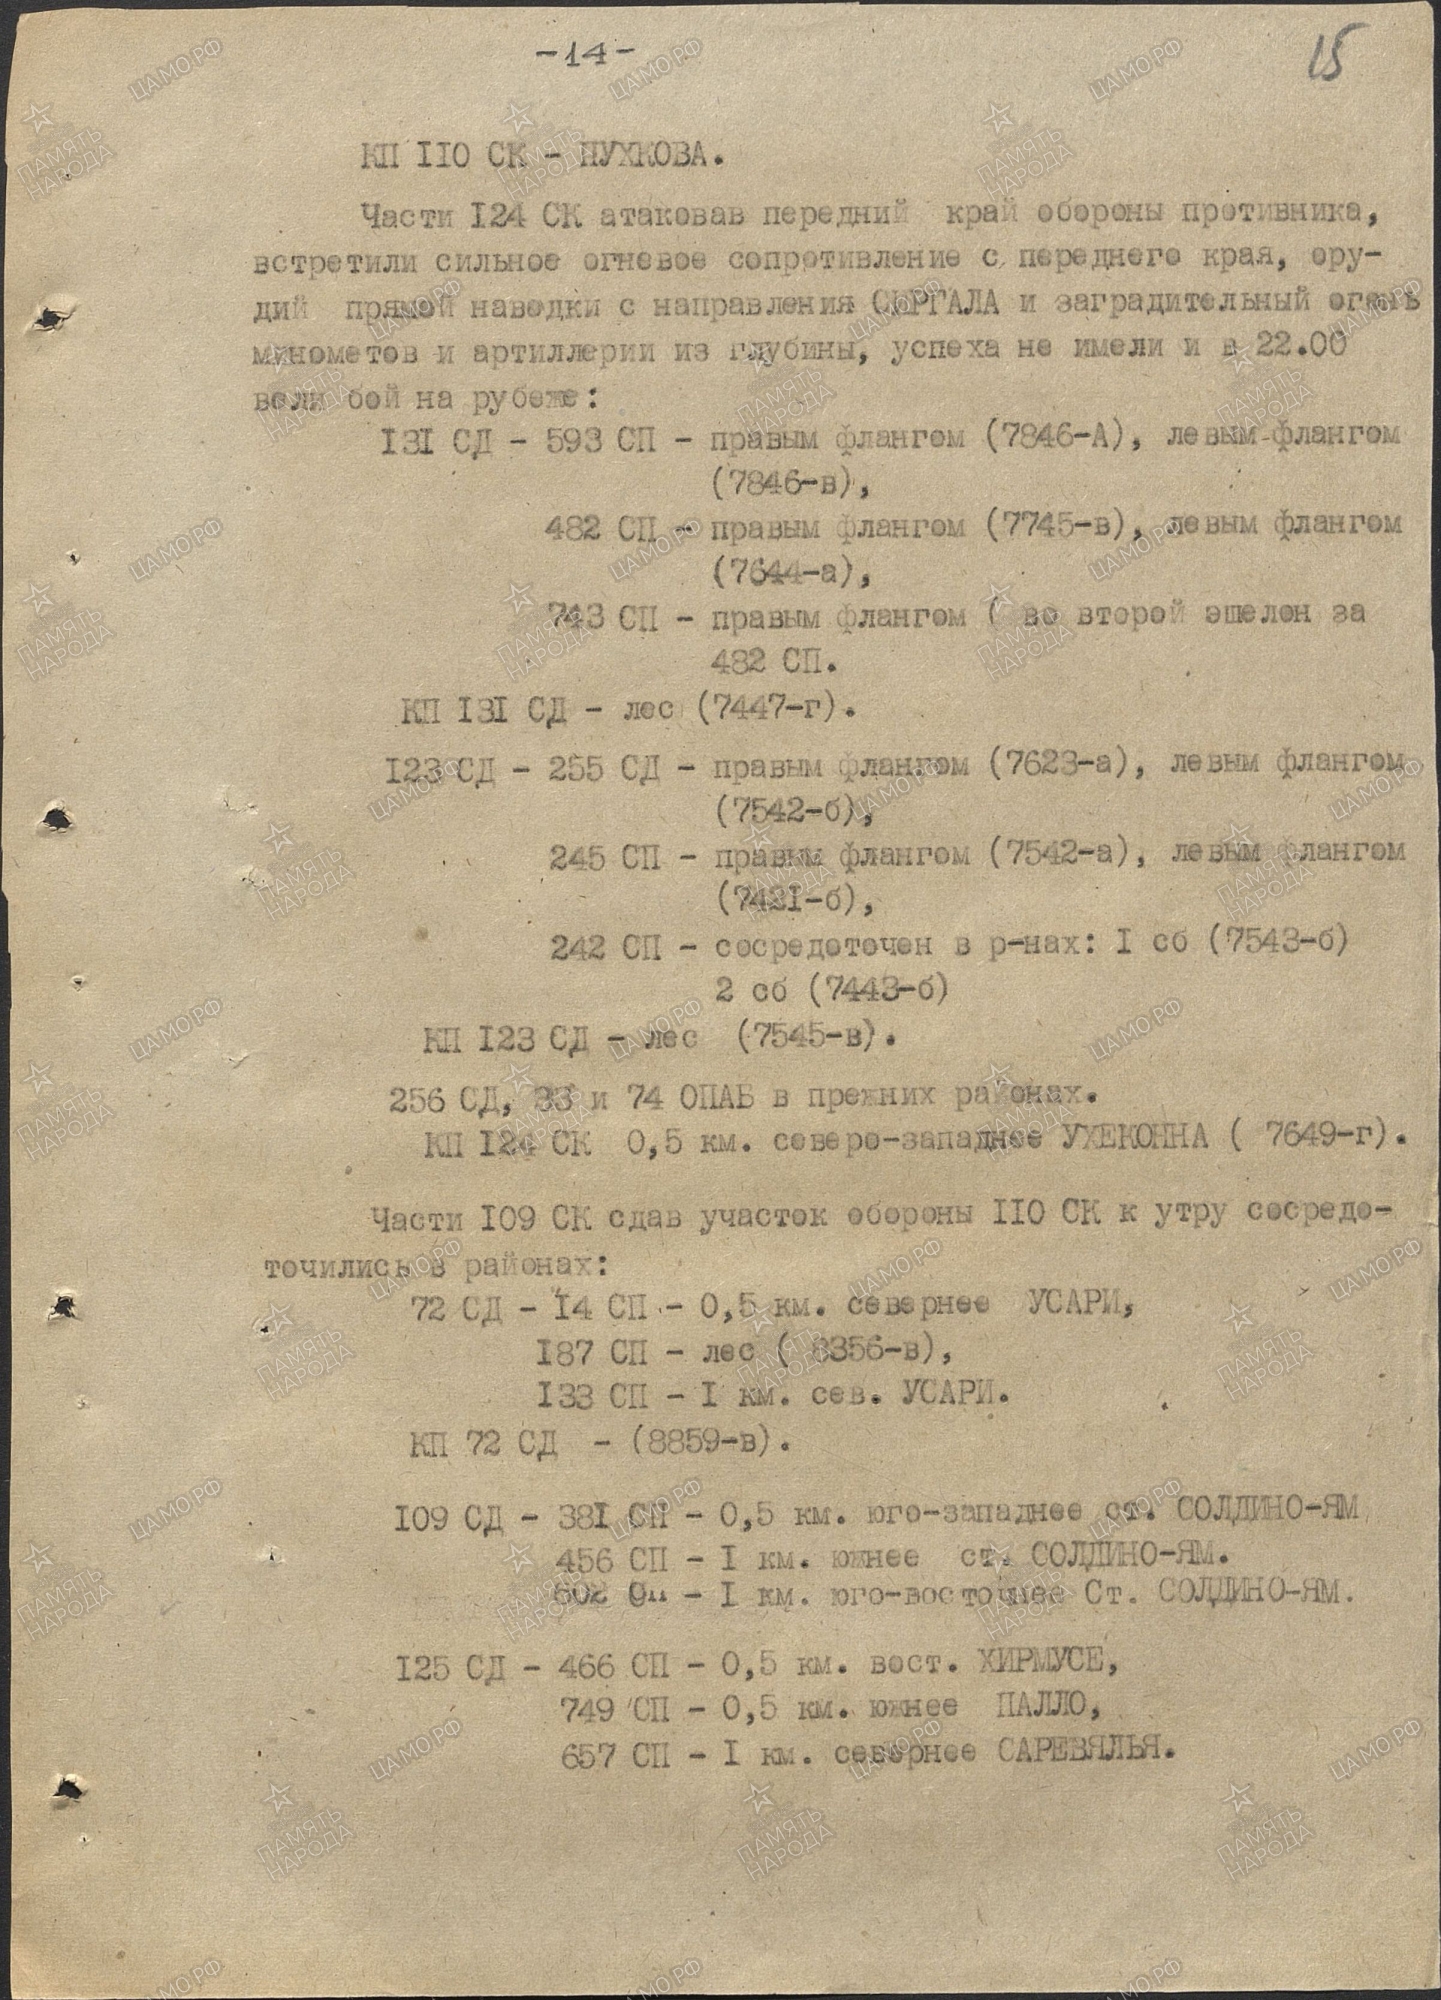 -14-
15
КП 110 СК - ПУХКОВА.
Части 124 СК атаковав передний край обороны противника,
встретили сильное огневое сопротивление с переднего края, ору-
дий прямой наводки с направления СИРГАЛА и заградительный огонь
минометов и артиллерии из глубины, успеха не имели и в 22.00
вели бой на рубеже:
131 СД - 593 СП - правым флангом (7846-А), левым флангом
(7846-в),
482 СП - правым флангом (7745-в), левым флангом
(7644-а),
743 СП - правым флангом ( во второй эшелон за
482 СП.
КП 131 СД - лес (7447-г).
123 СД - 255 СД - правым флангом (7623-а), левым флангом
(7542-б),
245 СП - правым флангом (7542-а), левым флангом
(7421-б),
242 СП - сосредоточен в р-нах: 1 сб (7543-б)
2 сб (7443-б)
КП 123 СД - лес (7545-в).
256 СД, 33 и 74 ОПАБ в прежних районах.
КП 124 СК 0,5 км. северо-западнее УХЕКОННА ( 7649-г).
Части 109 СК сдав участок обороны 110 СК к утру сосредо-
точились в районах:
72 СД - 14 СП - 0,5 км. севернее УСАРИ,
187 СП - лес ( 8356-в),
133 СП - 1 км. сев. УСАРИ.
КП 72 СД - (8859-в).
109 СД - 381 СП - 0,5 км. юго-западнее ст. СОЛДИНО-ЯМ
456 СП - 1 км. южнее ст. СОЛДИНО-ЯМ.
602 СП - 1 км. юго-восточнее Ст. СОЛДИНО-ЯМ.
125 СД - 466 СП - 0,5 км. вост. ХИРМУСЕ,
749 СП - 0,5 км. южнее ПАЛЛО,
657 СП - 1 км. севернее САРЕВЯЛЬЯ.